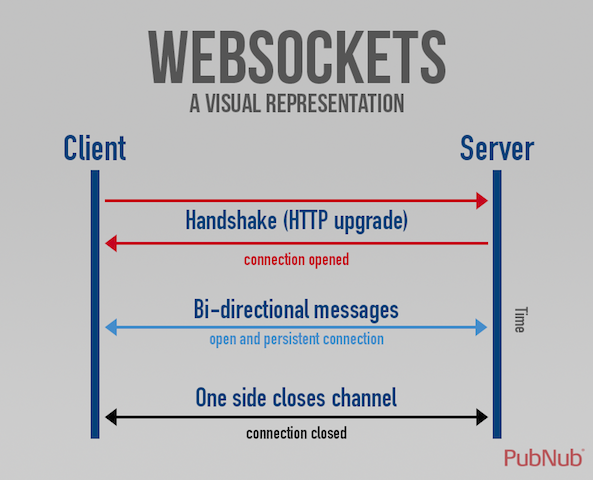 WEBSOCKETS
A VISUAL REPRESENTATION
Client
Server
Handshake (HTTP upgrade)
connection opened
Bi-directional messages
open and persistent connection
Time
One side closes channel
connection closed
PubNub